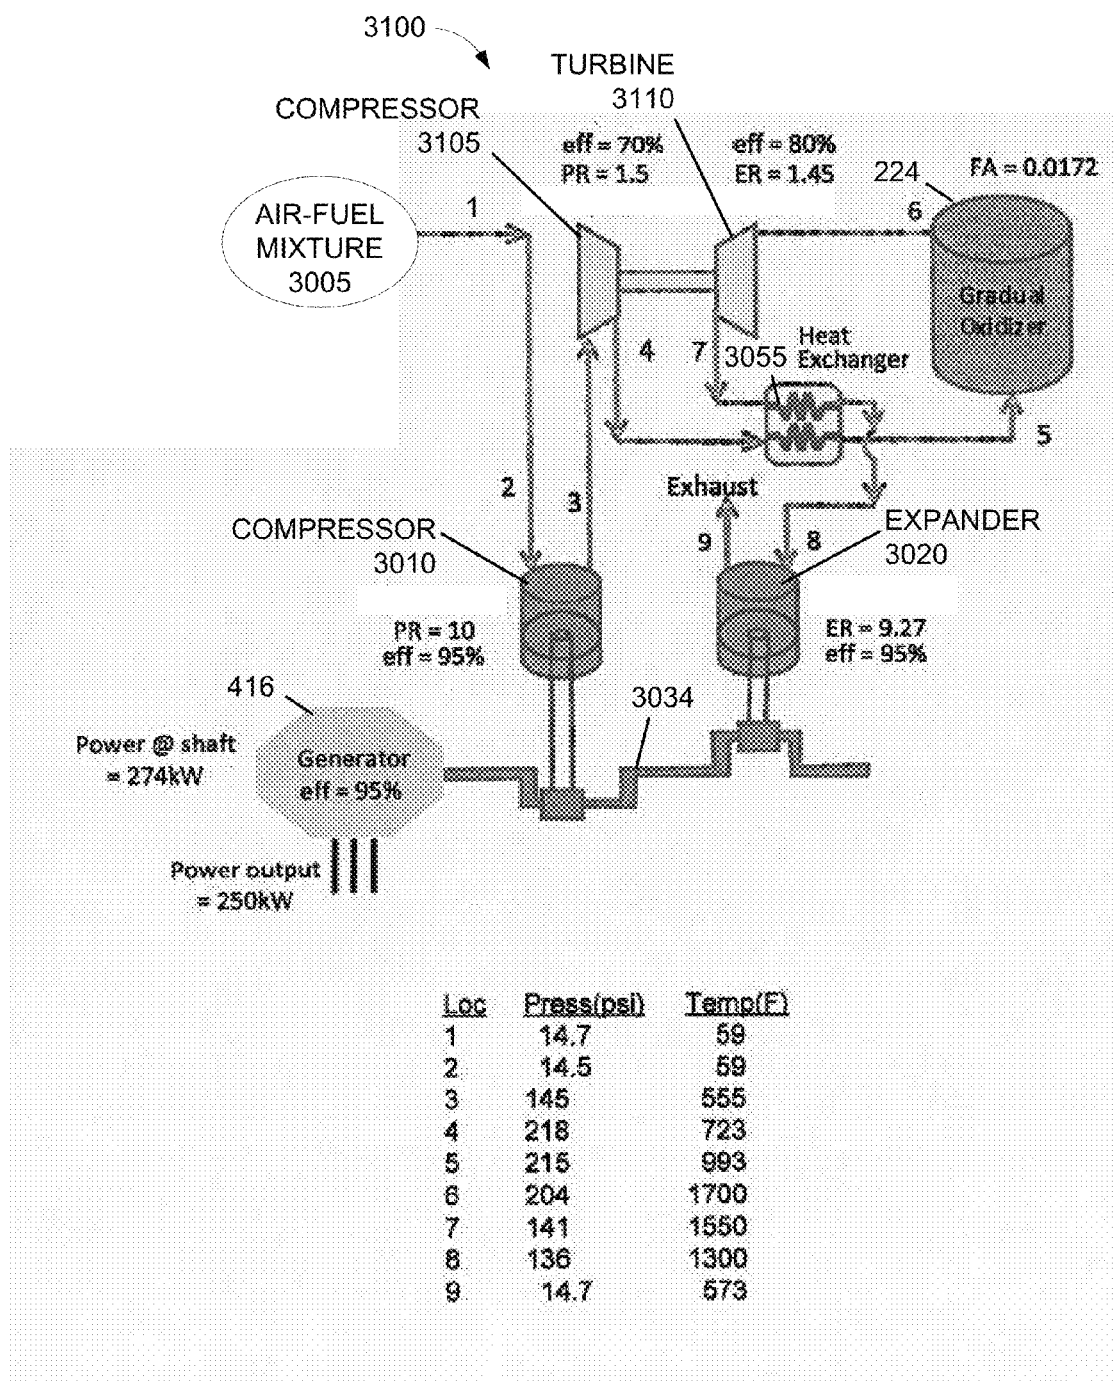 3100
TURBINE
3110
COMPRESSOR
3105
eff = 70%
PR = 1.5
eff = 80%
ER = 1.45
224
FA = 0.0172
AIR-FUEL
MIXTURE
3005
1
6
Gradual
Oxidizer
4
7
3055
Heat
Exchanger
5
2
3
Exhaust
9
8
COMPRESSOR
3010
EXPANDER
3020
PR = 10
eff = 95%
ER = 9.27
eff = 95%
416
3034
Power @ shaft
= 274kW
Generator
eff = 95%
Power output
= 250kW
Loc Press(psi) Temp(F)
1 14.7 59
2 14.5 59
3 145 555
4 218 723
5 215 993
6 204 1700
7 141 1550
8 136 1300
9 14.7 573